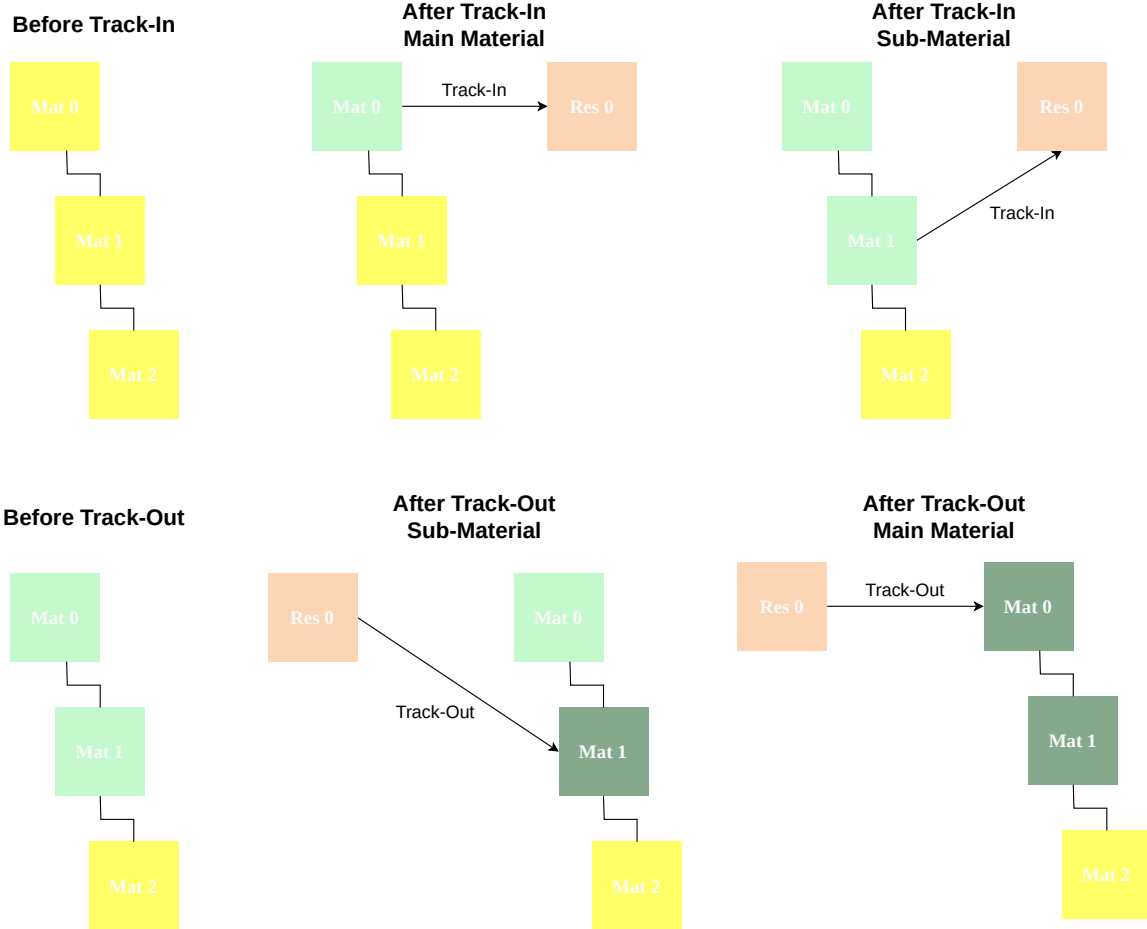 Before Track-In
After Track-In
Main Material
After Track-In
Sub-Material
Mat 0
Mat 0
Track-In
Res 0
Mat 0
Res 0
Mat 1
Mat 1
Mat 1
Track-In
Mat 2
Mat 2
Mat 2
Before Track-Out
After Track-Out
Sub-Material
After Track-Out
Main Material
Mat 0
Res 0
Mat 0
Res 0
Track-Out
Mat 0
Track-Out
Mat 1
Mat 1
Mat 1
Mat 2
Mat 2
Mat 2